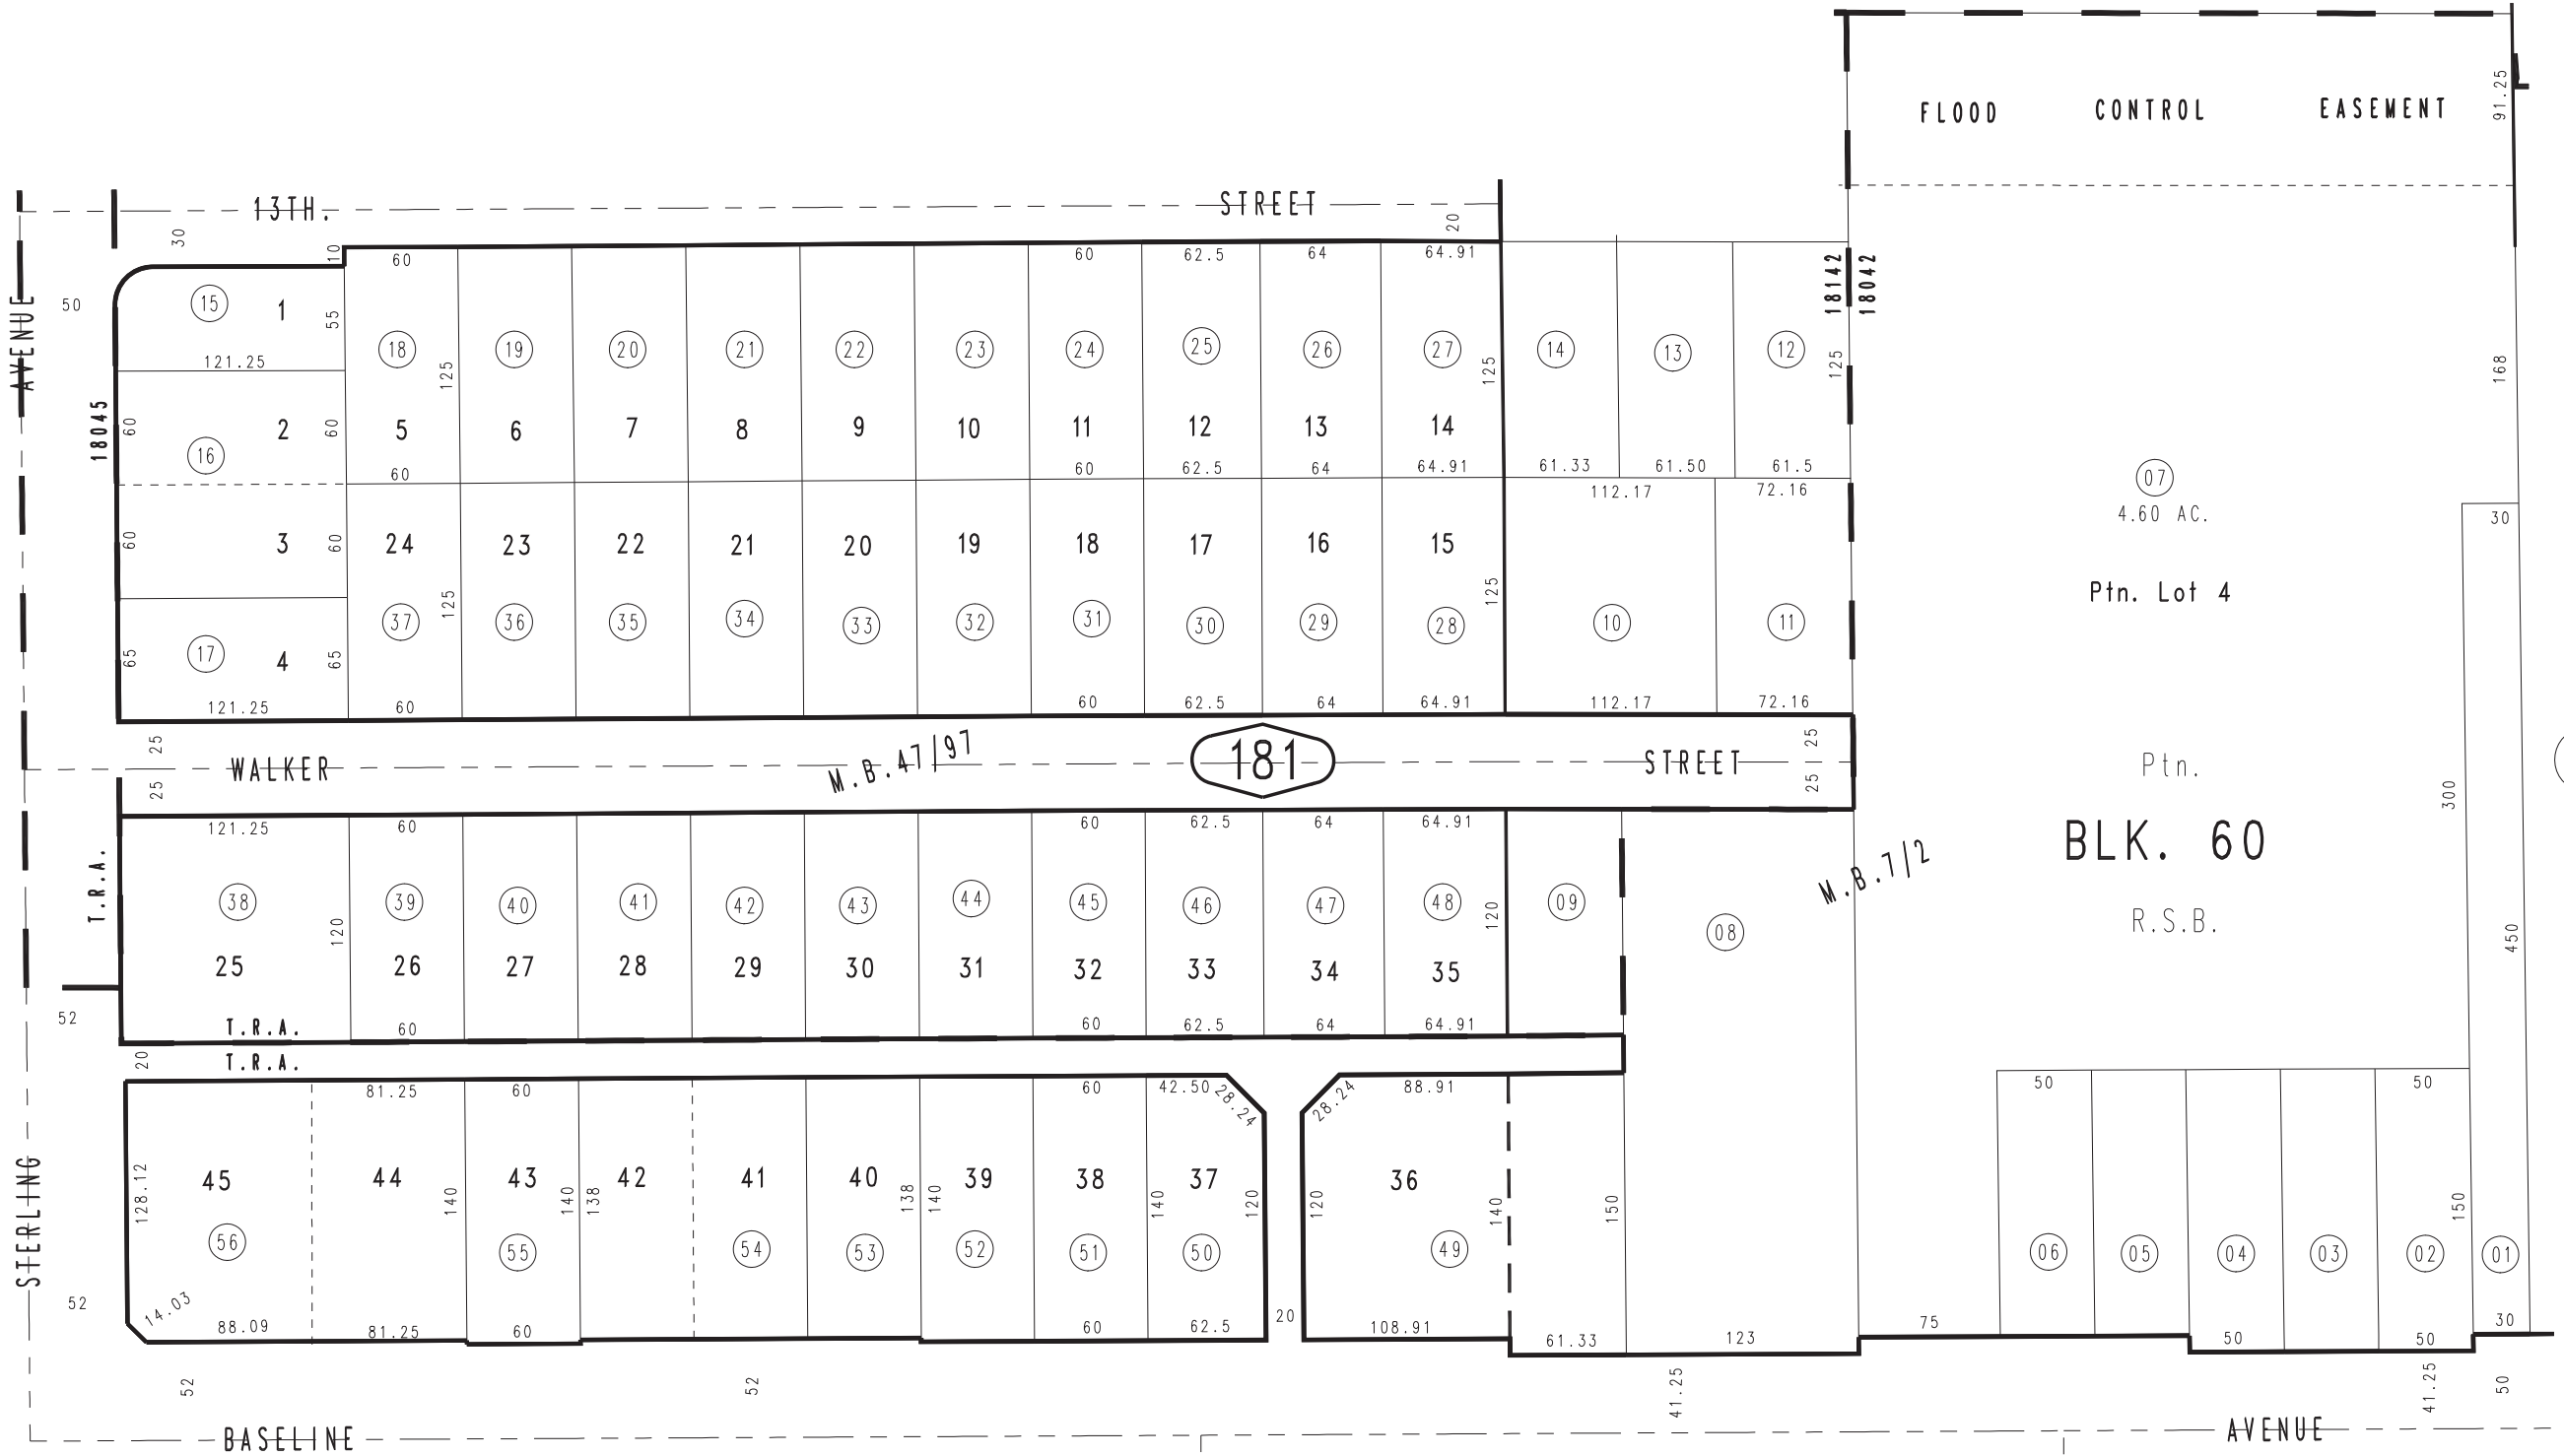 FLOOD CONTROL EASEMENT
91.25
13TH. STREET
30
10
20
60 60 62.5 64 64.91
18142
18042
AVENUE
50
15 1
55
121.25
18 19 20 21 22 23 24 25 26 27 14 13 12
125 125 125
168
18045
60 16 2 60
5 6 7 8 9 10 11 12 13 14
60 60 62.5 64 64.91 61.33 61.50 61.5
112.17 72.16
07
4.60 AC.
30
60 3 60
24 23 22 21 20 19 18 17 16 15
Ptn. Lot 4
125 125
37 36 35 34 33 32 31 30 29 28 10 11
65 17 4 65
121.25 60 60 62.5 64 64.91 112.17 72.16
25 25
WALKER M.B.47/97 181 STREET
25 25
Ptn.
300
BLK. 60
121.25 60 60 62.5 64 64.91
M.B.7/2
T.R.A.
38 39 40 41 42 43 44 45 46 47 48 09 08
120 120
R.S.B.
450
25 26 27 28 29 30 31 32 33 34 35
52
T.R.A. 60 60 62.5 64 64.91
20 T.R.A.
81.25 60 60 42.50 28.24 28.24 88.91
50 50
45 44 43 42 41 40 39 38 37 36
128.12 140 140 138 138 140 140 120 120 140 150 150
STERLING
56 55 54 53 52 51 50 49
06 05 04 03 02 01
52
14.03
88.09 81.25 60 60 62.5 20 108.91 61.33 123 75 50 50 30
52 52 41.25 41.25 50
BASELINE AVENUE